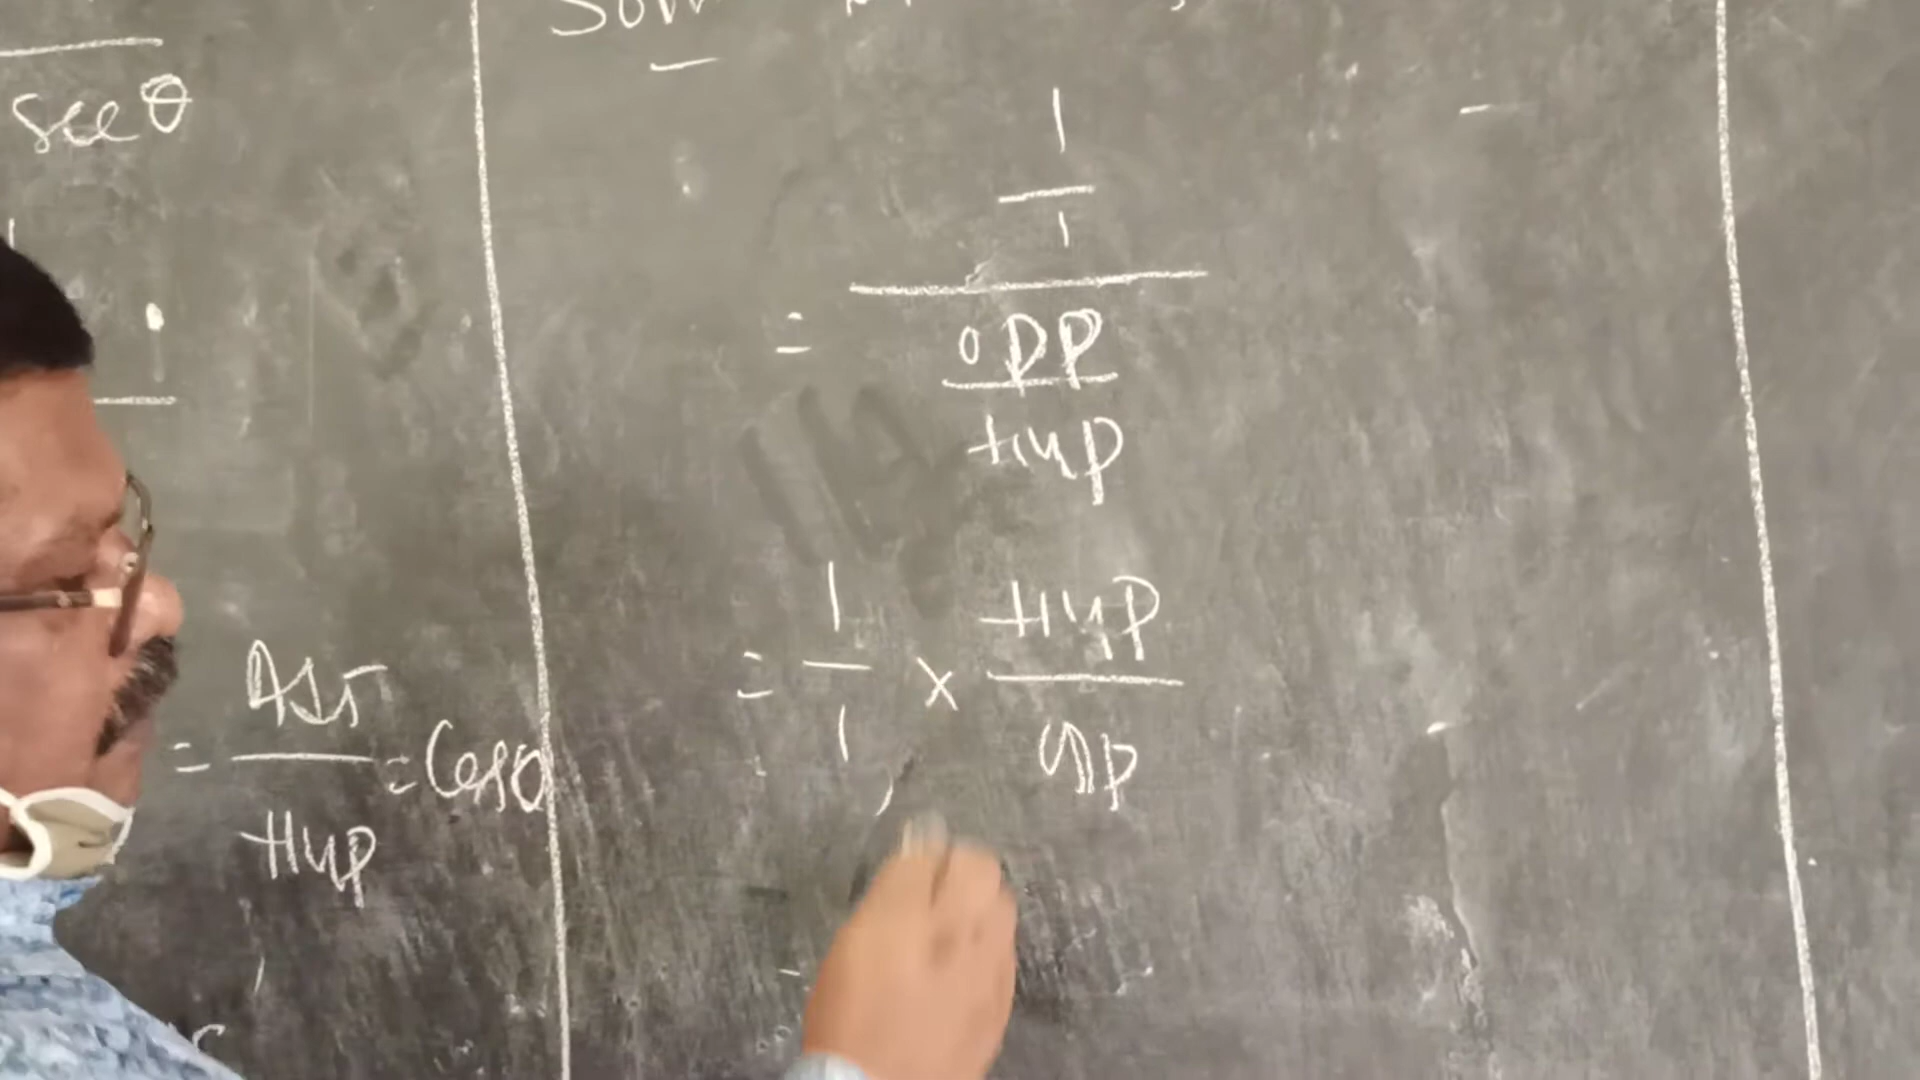 sec θ
= Adj / Hyp = Cosθ
1
1
=
opp
Hyp
= 1/1 × Hyp/opp